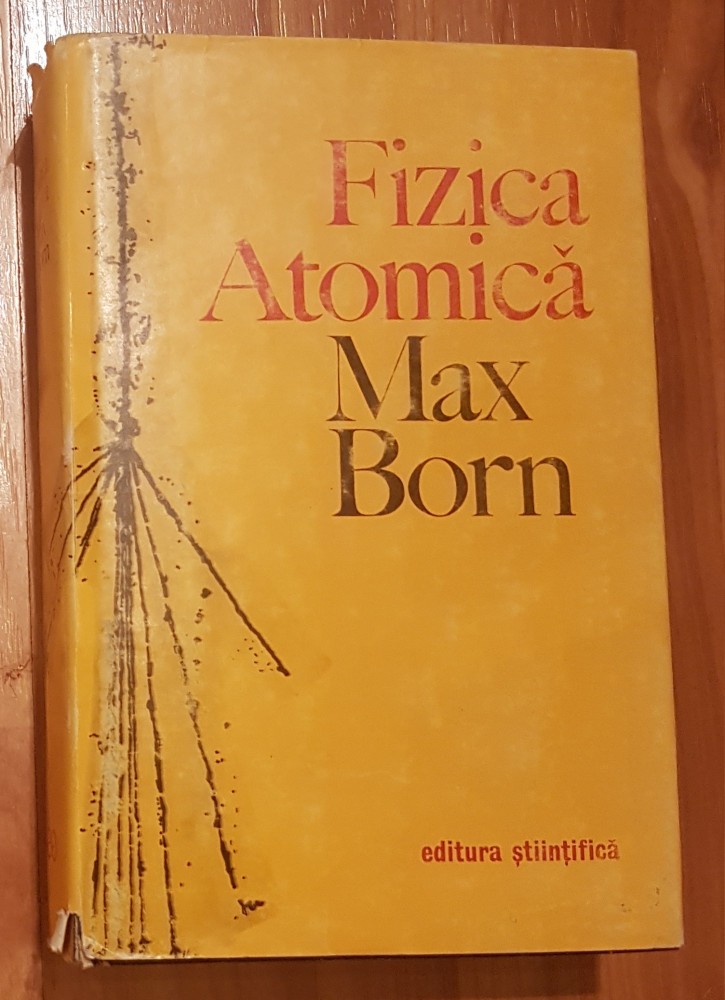 Fizica
Atomică
Max
Born
editura științifică